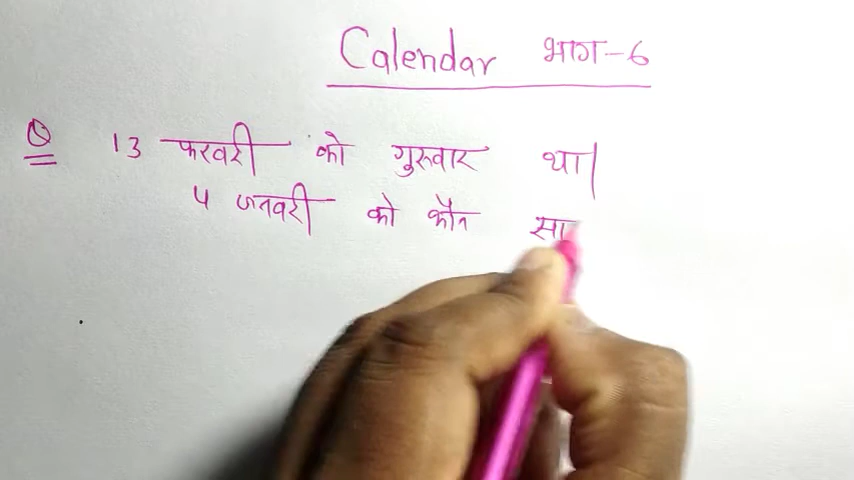 Calendar भाग-6
Q 13 फरवरी को गुरुवार था।
4 जनवरी को कौन सा